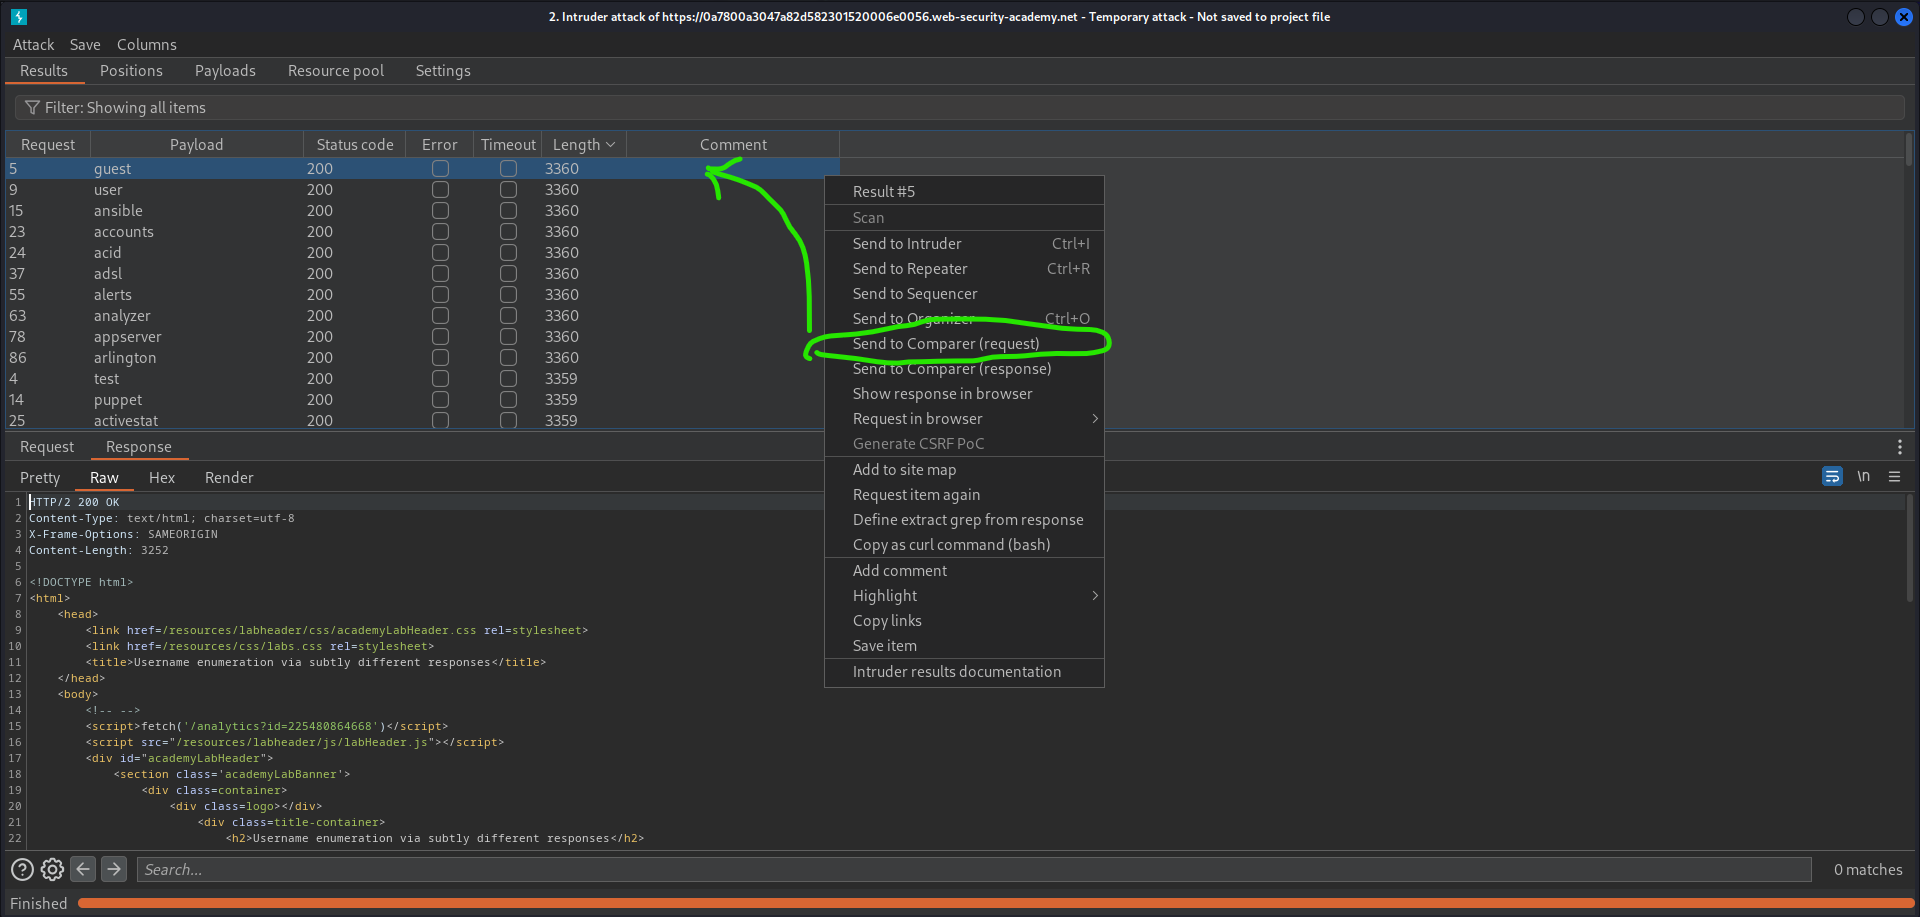 2. Intruder attack of https://0a7800a3047a82d582301520006e0056.web-security-academy.net - Temporary attack - Not saved to project file
Attack Save Columns
Results Positions Payloads Resource pool Settings
Filter: Showing all items
Request Payload Status code Error Timeout Length Comment
5 guest 200 3360
9 user 200 3360
15 ansible 200 3360
23 accounts 200 3360
24 acid 200 3360
37 adsl 200 3360
55 alerts 200 3360
63 analyzer 200 3360
78 appserver 200 3360
86 arlington 200 3360
4 test 200 3359
14 puppet 200 3359
25 activestat 200 3359
Result #5
Scan
Send to Intruder Ctrl+I
Send to Repeater Ctrl+R
Send to Sequencer
Send to Organizer Ctrl+O
Send to Comparer (request)
Send to Comparer (response)
Show response in browser
Request in browser
Generate CSRF PoC
Add to site map
Request item again
Define extract grep from response
Copy as curl command (bash)
Add comment
Highlight
Copy links
Save item
Intruder results documentation
Request Response
Pretty Raw Hex Render
\n
1 HTTP/2 200 OK
2 Content-Type: text/html; charset=utf-8
3 X-Frame-Options: SAMEORIGIN
4 Content-Length: 3252
5
6 <!DOCTYPE html>
7 <html>
8 <head>
9 <link href=/resources/labheader/css/academyLabHeader.css rel=stylesheet>
10 <link href=/resources/css/labs.css rel=stylesheet>
11 <title>Username enumeration via subtly different responses</title>
12 </head>
13 <body>
14 <!-- -->
15 <script>fetch('/analytics?id=225480864668')</script>
16 <script src="/resources/labheader/js/labHeader.js"></script>
17 <div id="academyLabHeader">
18 <section class='academyLabBanner'>
19 <div class=container>
20 <div class=logo></div>
21 <div class=title-container>
22 <h2>Username enumeration via subtly different responses</h2>
Search...
0 matches
Finished